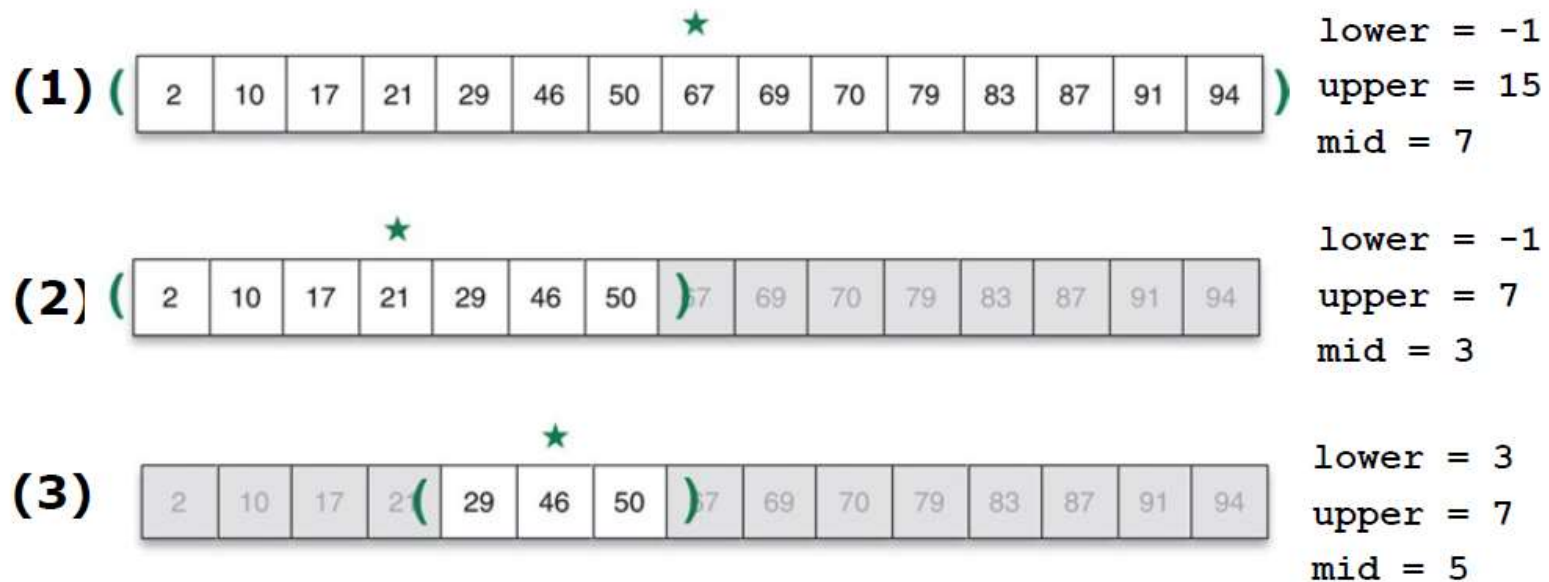 lower = -1
(1) ( 2 10 17 21 29 46 50 67 69 70 79 83 87 91 94 ) upper = 15
mid = 7
lower = -1
(2) ( 2 10 17 21 29 46 50 ) 67 69 70 79 83 87 91 94 upper = 7
mid = 3
lower = 3
(3) 2 10 17 21 ( 29 46 50 ) 67 69 70 79 83 87 91 94
upper = 7
mid = 5